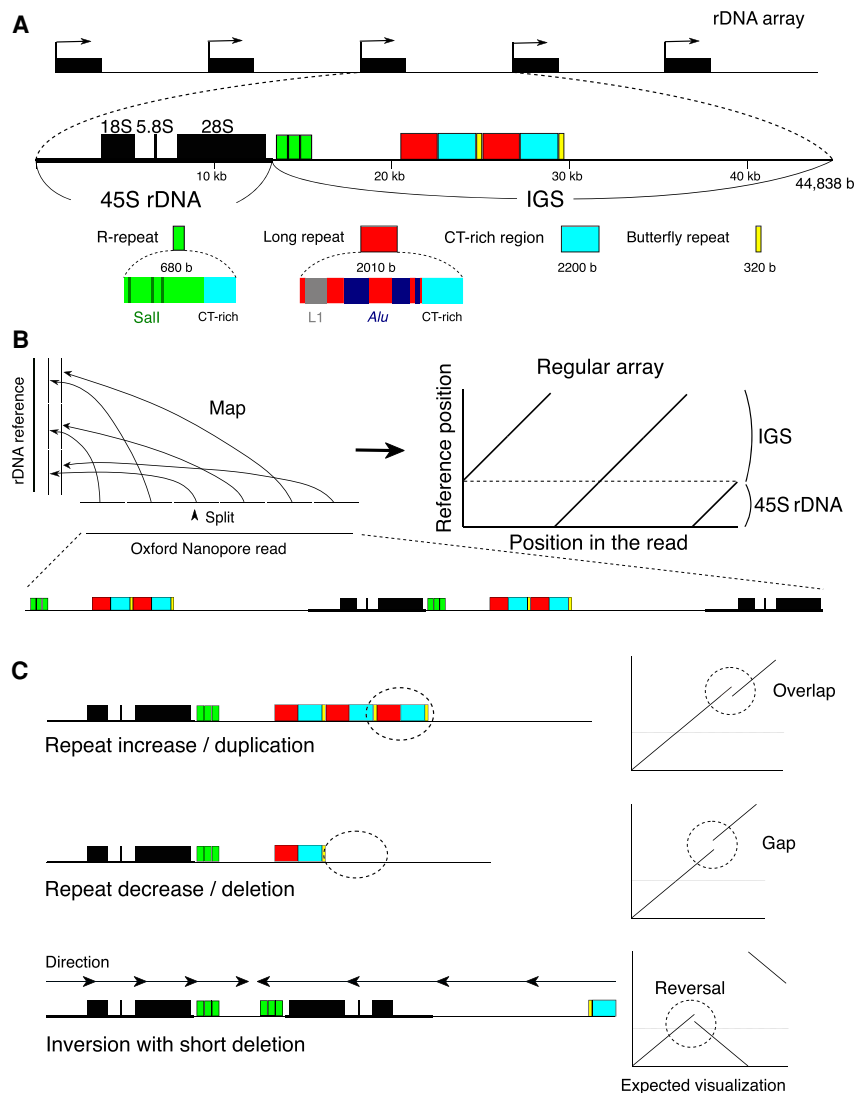 A
rDNA array
18S 5.8S 28S
10 kb 20 kb 30 kb 40 kb 44,838 b
45S rDNA IGS
R-repeat Long repeat CT-rich region Butterfly repeat
680 b 2010 b 2200 b 320 b
SalI CT-rich L1 Alu CT-rich
B
rDNA reference
Map
Split
Oxford Nanopore read
Regular array
Reference position
IGS
45S rDNA
Position in the read
C
Overlap
Repeat increase / duplication
Gap
Repeat decrease / deletion
Direction
Reversal
Inversion with short deletion
Expected visualization